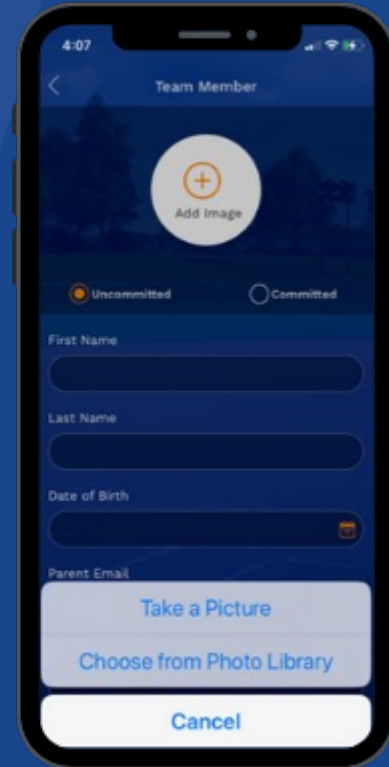 4:07
Team Member
Add Image
Uncommitted Committed
First Name
Last Name
Date of Birth
Parent Email
Take a Picture
Choose from Photo Library
Cancel